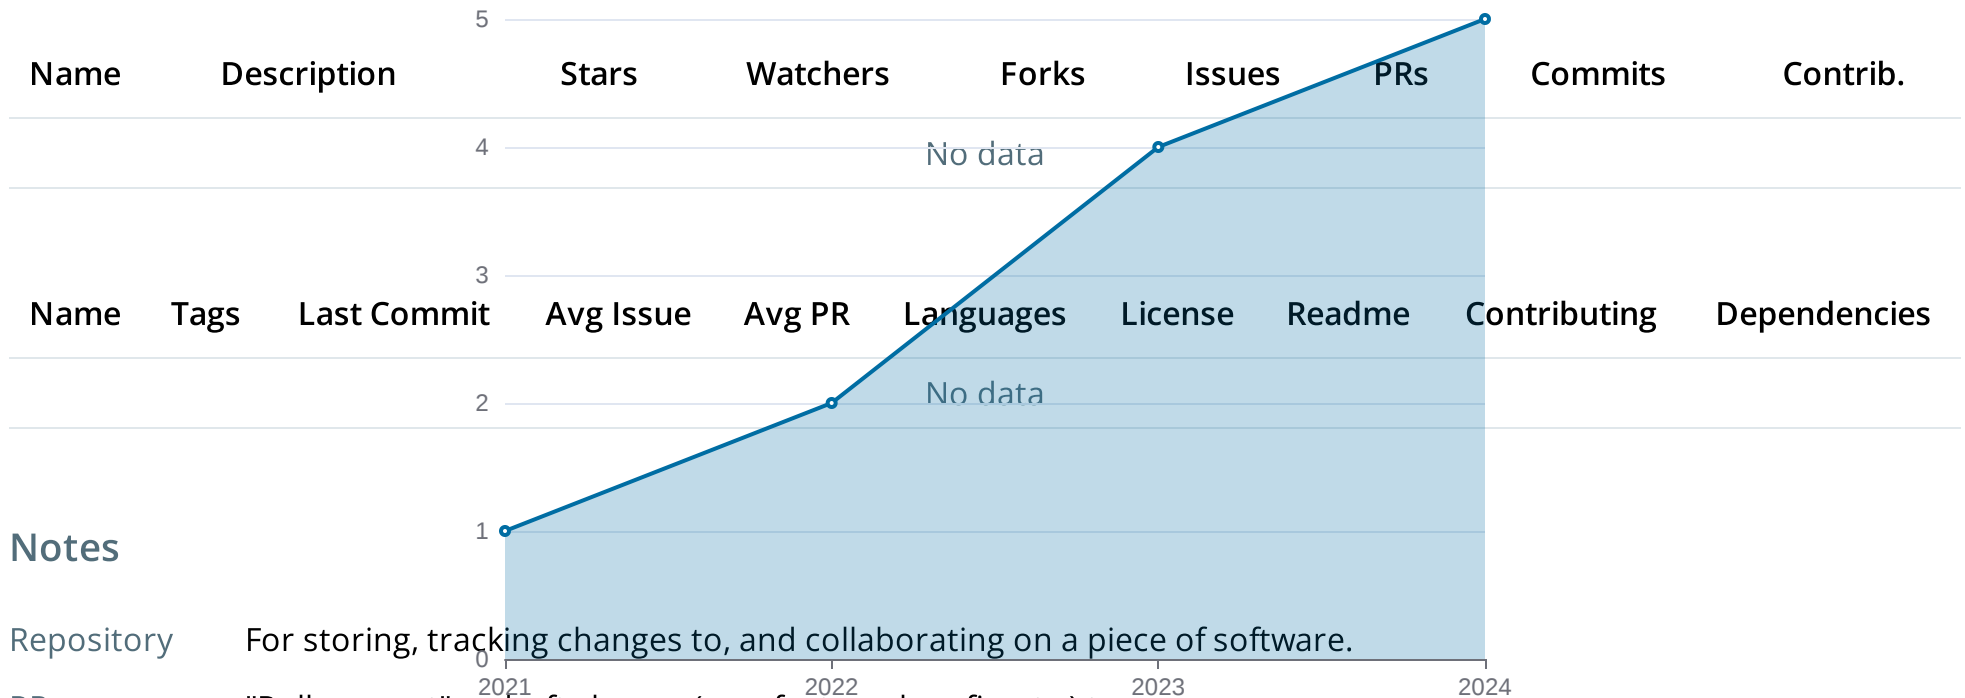 5
Name Description Stars Watchers Forks Issues PRs Commits Contrib.
4
No data
3
Name Tags Last Commit Avg Issue Avg PR Languages License Readme Contributing Dependencies
No data
2
1
Notes
Repository For storing, tracking changes to, and collaborating on a piece of software.
0
2021 2022 2023 2024